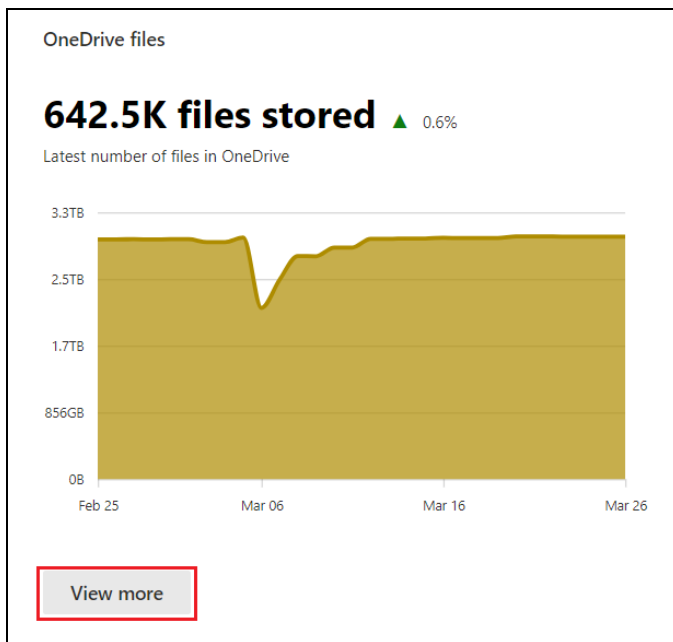 OneDrive files
642.5K files stored ▲ 0.6%
Latest number of files in OneDrive
3.3TB
2.5TB
1.7TB
856GB
0B
Feb 25 Mar 06 Mar 16 Mar 26
View more